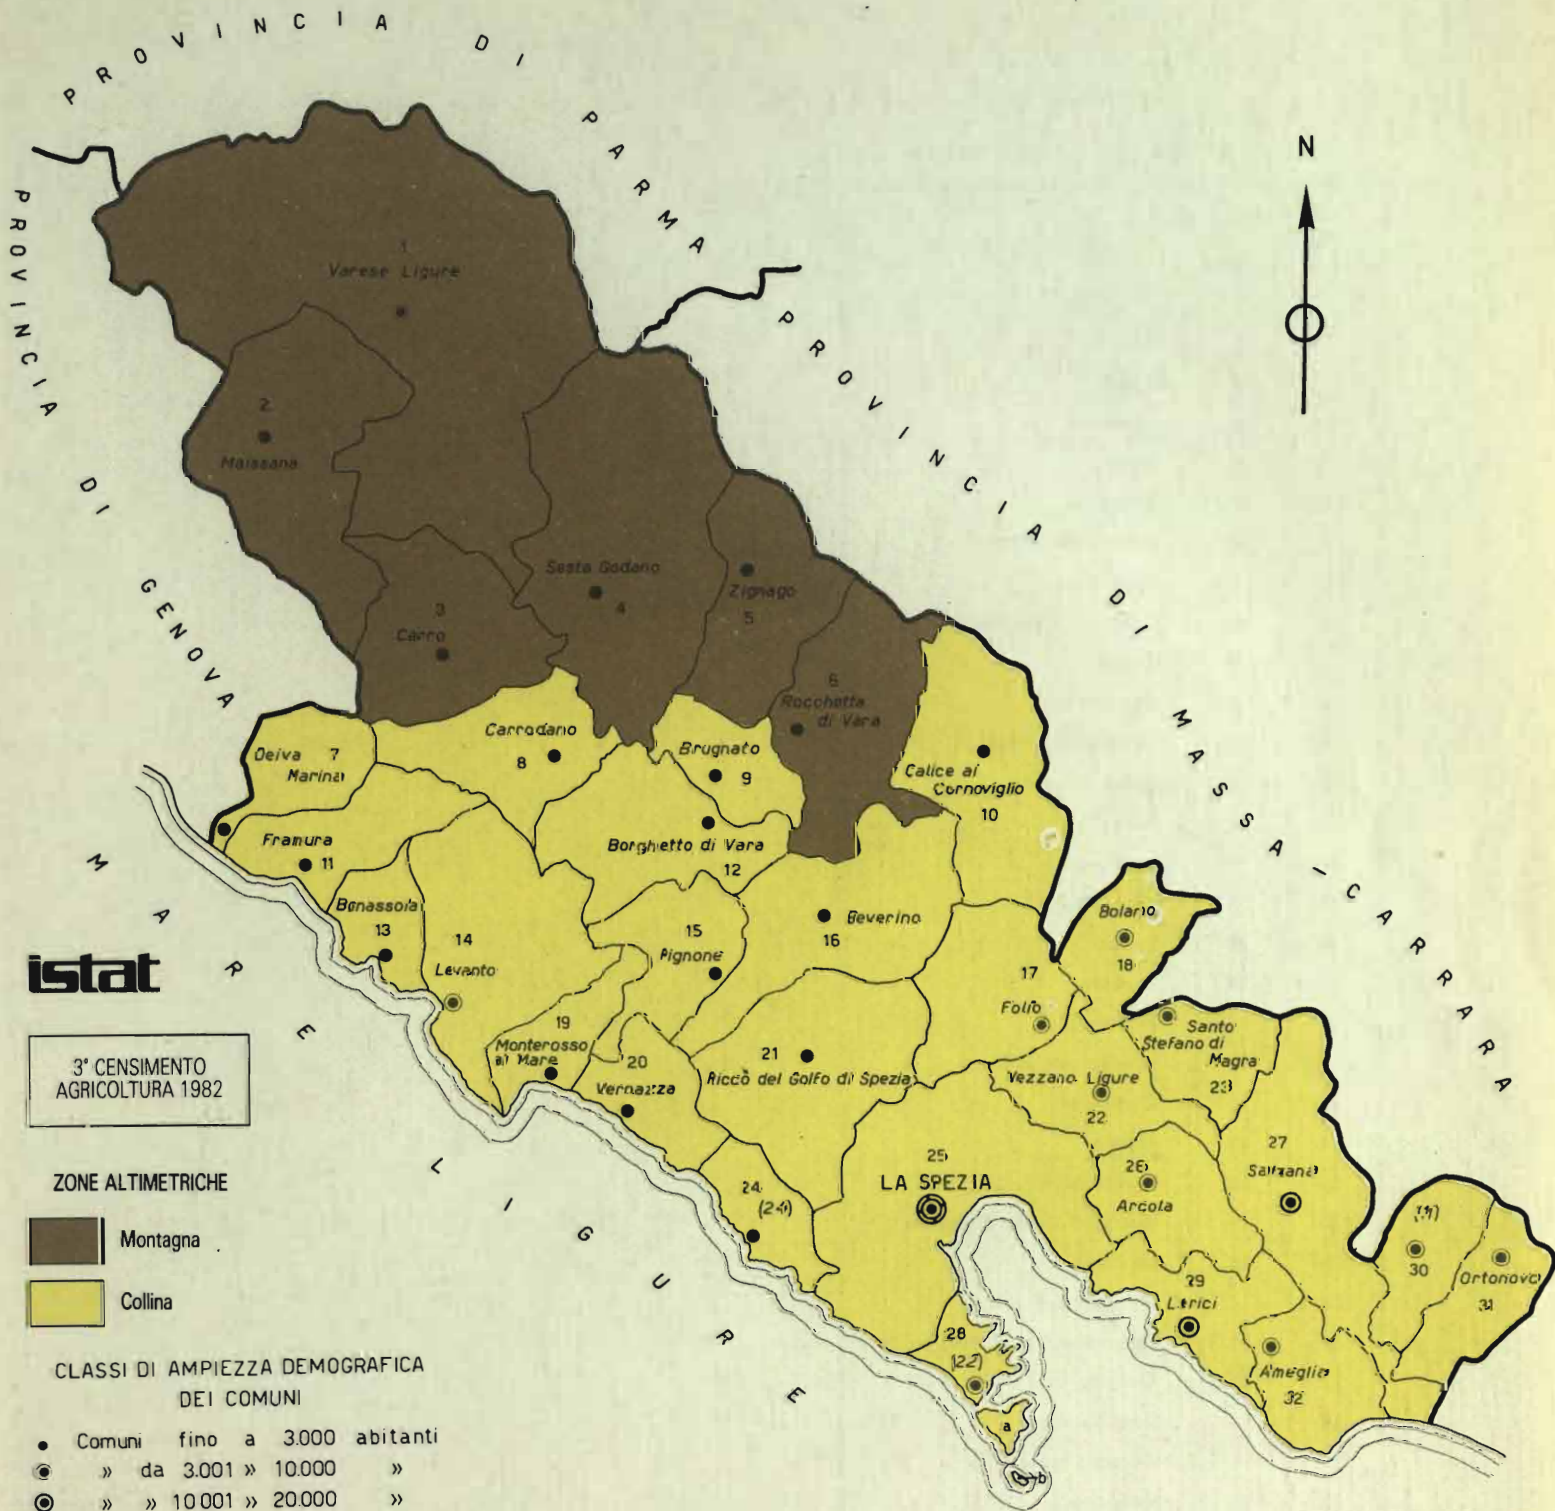 PROVINCIA DI PARMA
PROVINCIA DI GENOVA
PROVINCIA DI MASSA-CARRARA
MARE LIGURE
N
1
Varese Ligure
2
Maissana
3
Carro
Sesta Godano
4
Zignago
5
6
Rocchetta
di Vara
Deiva 7
Marina
Carrodano
8
Brugnato
9
Calice al
Cornoviglio
10
Framura
11
Borghetto di Vara
12
Bonassola
13
14
Levanto
15
Pignone
Beverino
16
17
Follo
Bolano
18
19
Monterosso
al Mare
20
Vernazza
21
Riccò del Golfo di Spezia
Vezzano Ligure
22
Santo
Stefano di
Magra
23
24
(24)
25
LA SPEZIA
26
Arcola
27
Sarzana
28
(22)
a
b
29
Lerici
30
Ortonovo
31
Ameglia
32
istat
3° CENSIMENTO
AGRICOLTURA 1982
ZONE ALTIMETRICHE
Montagna
Collina
CLASSI DI AMPIEZZA DEMOGRAFICA
DEI COMUNI
Comuni fino a 3.000 abitanti
» da 3.001 » 10.000 »
» » 10001 » 20.000 »